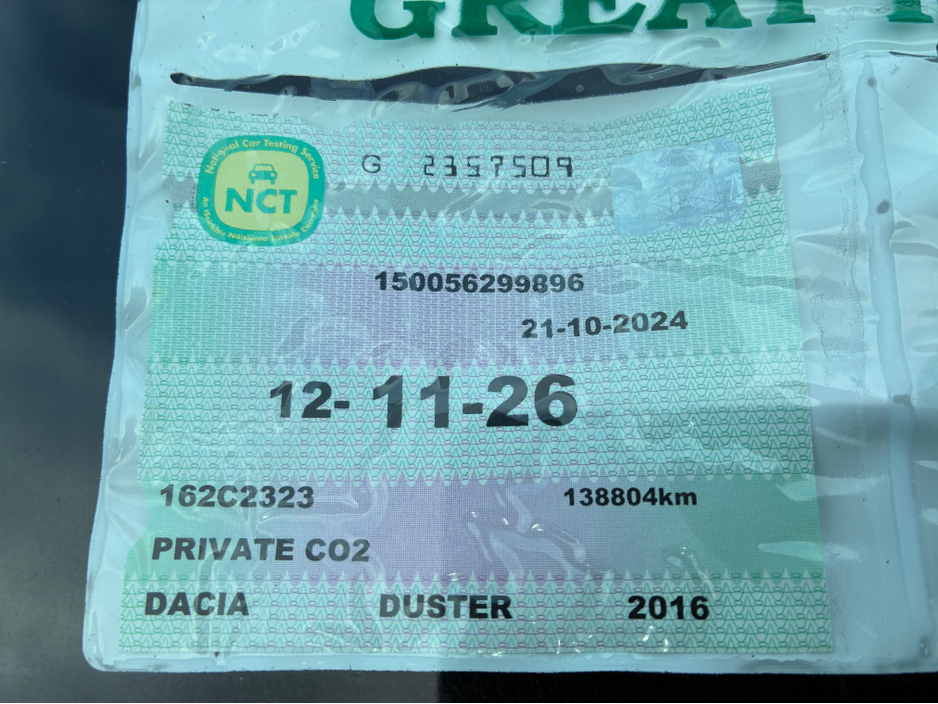 GREAT
National Car Testing Service
NCT
G 2357509
150056299896
21-10-2024
12- 11-26
162C2323 138804km
PRIVATE CO2
DACIA DUSTER 2016